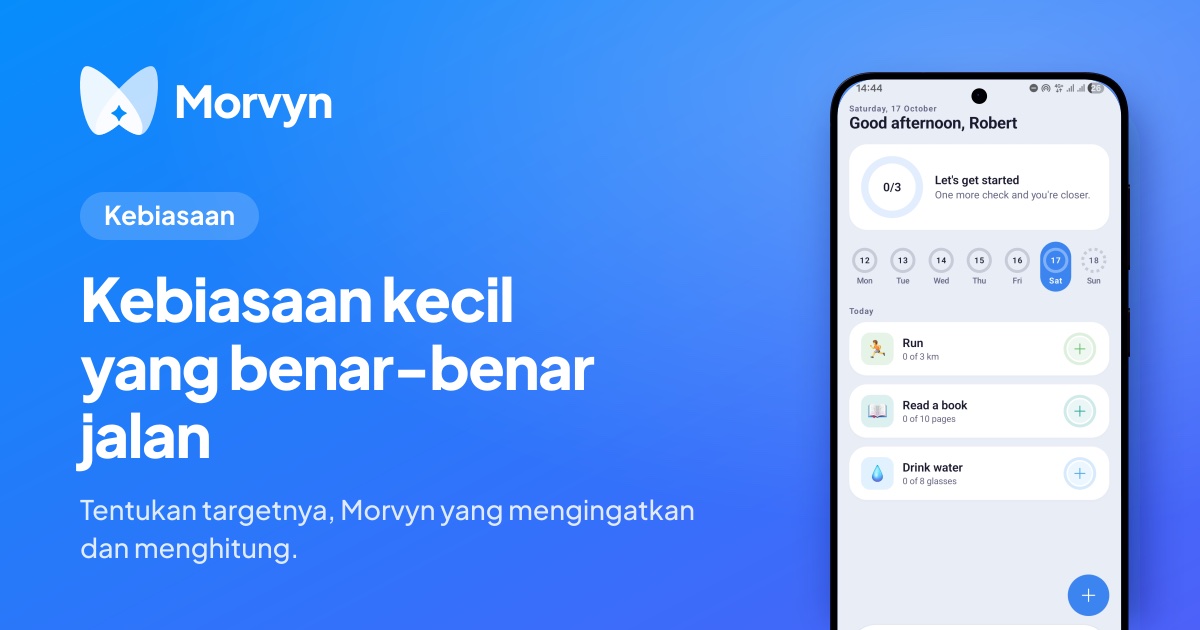 Morvyn
Kebiasaan
Kebiasaan kecil
yang benar-benar
jalan
Tentukan targetnya, Morvyn yang mengingatkan
dan menghitung.
14:44
26
Saturday, 17 October
Good afternoon, Robert
0/3
Let's get started
One more check and you're closer.
12 13 14 15 16 17 18
Mon Tue Wed Thu Fri Sat Sun
Today
Run
0 of 3 km
Read a book
0 of 10 pages
Drink water
0 of 8 glasses